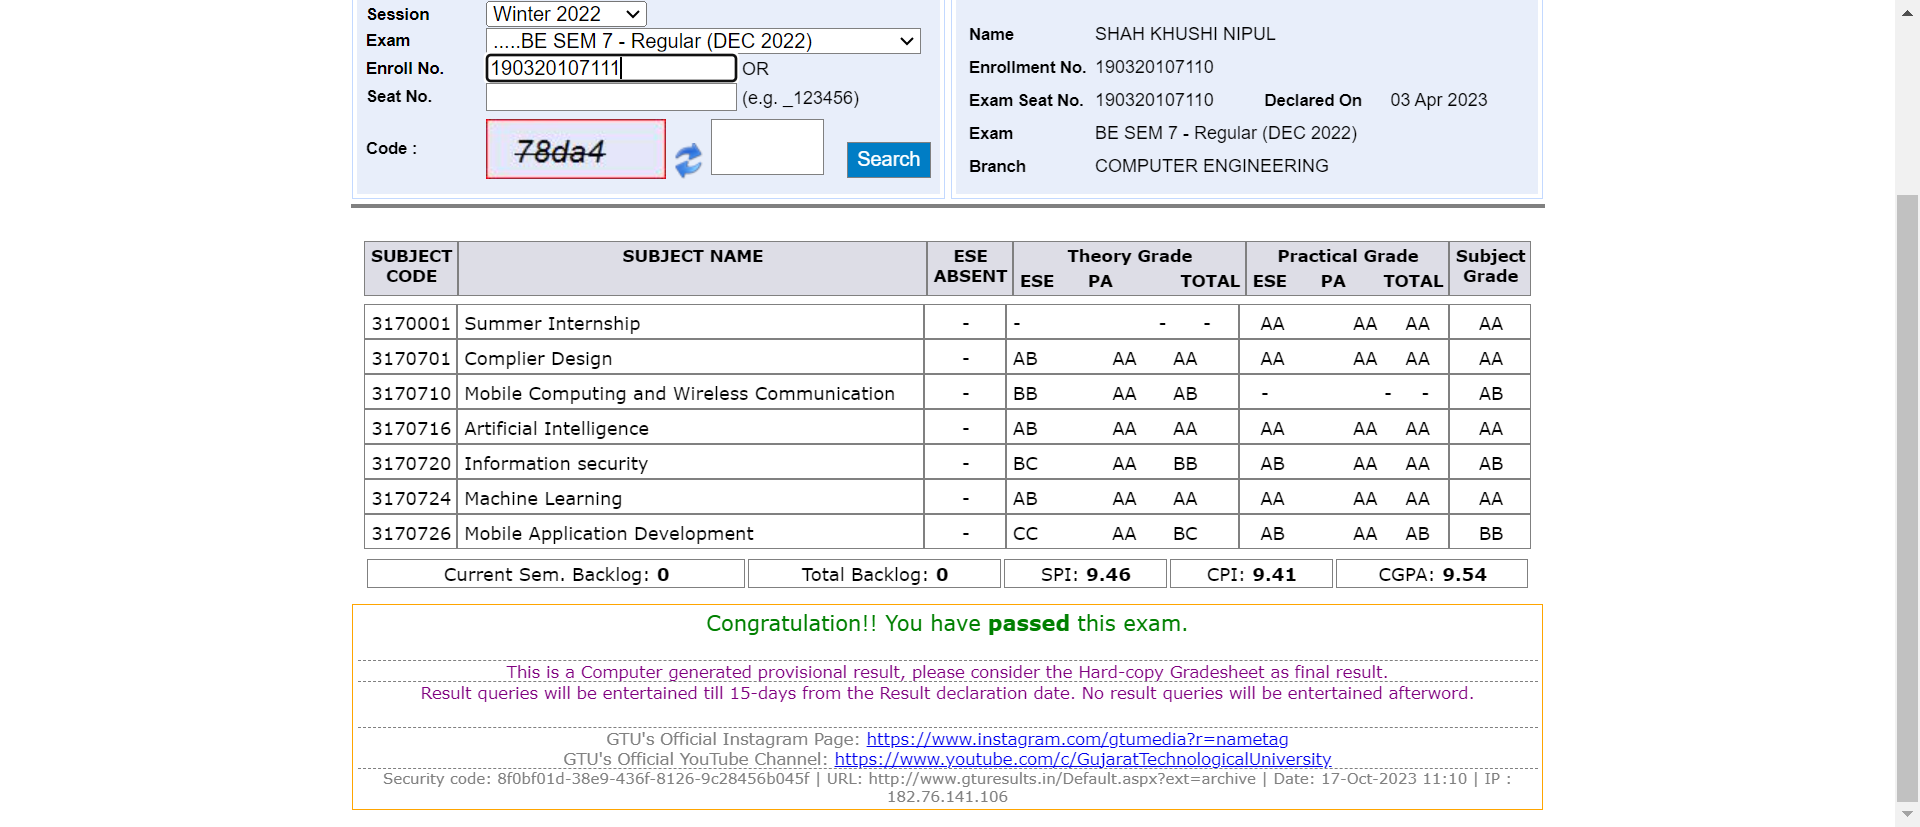 Session Winter 2022
Exam .....BE SEM 7 - Regular (DEC 2022)
Enroll No. 190320107111 OR
Seat No. (e.g. _123456)
Code : 78da4 Search
Name SHAH KHUSHI NIPUL
Enrollment No. 190320107110
Exam Seat No. 190320107110 Declared On 03 Apr 2023
Exam BE SEM 7 - Regular (DEC 2022)
Branch COMPUTER ENGINEERING
SUBJECT CODE SUBJECT NAME ESE ABSENT Theory Grade Practical Grade Subject Grade
ESE PA TOTAL ESE PA TOTAL
3170001 Summer Internship - - - - AA AA AA AA
3170701 Complier Design - AB AA AA AA AA AA AA
3170710 Mobile Computing and Wireless Communication - BB AA AB - - - AB
3170716 Artificial Intelligence - AB AA AA AA AA AA AA
3170720 Information security - BC AA BB AB AA AA AB
3170724 Machine Learning - AB AA AA AA AA AA AA
3170726 Mobile Application Development - CC AA BC AB AA AB BB
Current Sem. Backlog: 0 Total Backlog: 0 SPI: 9.46 CPI: 9.41 CGPA: 9.54
Congratulation!! You have passed this exam.
This is a Computer generated provisional result, please consider the Hard-copy Gradesheet as final result.
Result queries will be entertained till 15-days from the Result declaration date. No result queries will be entertained afterword.
GTU's Official Instagram Page: https://www.instagram.com/gtumedia?r=nametag
GTU's Official YouTube Channel: https://www.youtube.com/c/GujaratTechnologicalUniversity
Security code: 8f0bf01d-38e9-436f-8126-9c28456b045f | URL: http://www.gturesults.in/Default.aspx?ext=archive | Date: 17-Oct-2023 11:10 | IP :
182.76.141.106